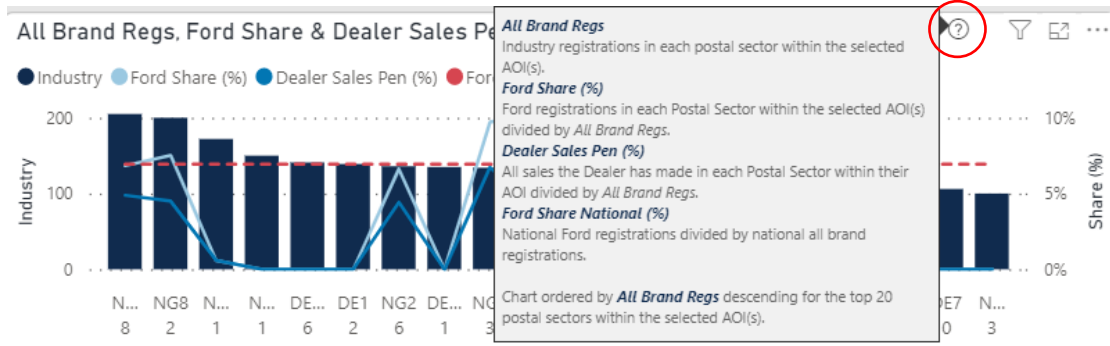 All Brand Regs, Ford Share & Dealer Sales Pe
Industry Ford Share (%) Dealer Sales Pen (%) For
All Brand Regs
Industry registrations in each postal sector within the selected
AOI(s).
Ford Share (%)
Ford registrations in each Postal Sector within the selected AOI(s)
divided by All Brand Regs.
Dealer Sales Pen (%)
All sales the Dealer has made in each Postal Sector within their
AOI divided by All Brand Regs.
Ford Share National (%)
National Ford registrations divided by national all brand
registrations.
Chart ordered by All Brand Regs descending for the top 20
postal sectors within the selected AOI(s).
?
Industry
200
100
0
10%
5%
0%
Share (%)
N... NG8 N... N... DE... DE1 NG2 DE... NG DE7 N...
8 2 1 1 6 2 6 1 3 0 3